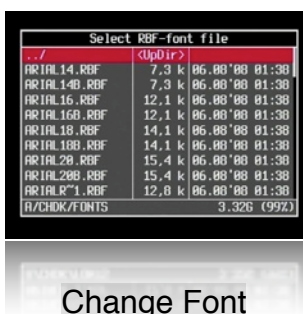 Select RBF-font file
../ <UpDir>
ARIAL14.RBF 7,3 k 06.08'08 01:38
ARIAL14B.RBF 7,3 k 06.08'08 01:38
ARIAL16.RBF 12,1 k 06.08'08 01:38
ARIAL16B.RBF 12,1 k 06.08'08 01:38
ARIAL18.RBF 14,1 k 06.08'08 01:38
ARIAL18B.RBF 14,1 k 06.08'08 01:38
ARIAL20.RBF 15,4 k 06.08'08 01:38
ARIAL20B.RBF 15,4 k 06.08'08 01:38
ARIALR~1.RBF 12,8 k 06.08'08 01:38
A/CHDK/FONTS 3.32G (99%)
Change Font